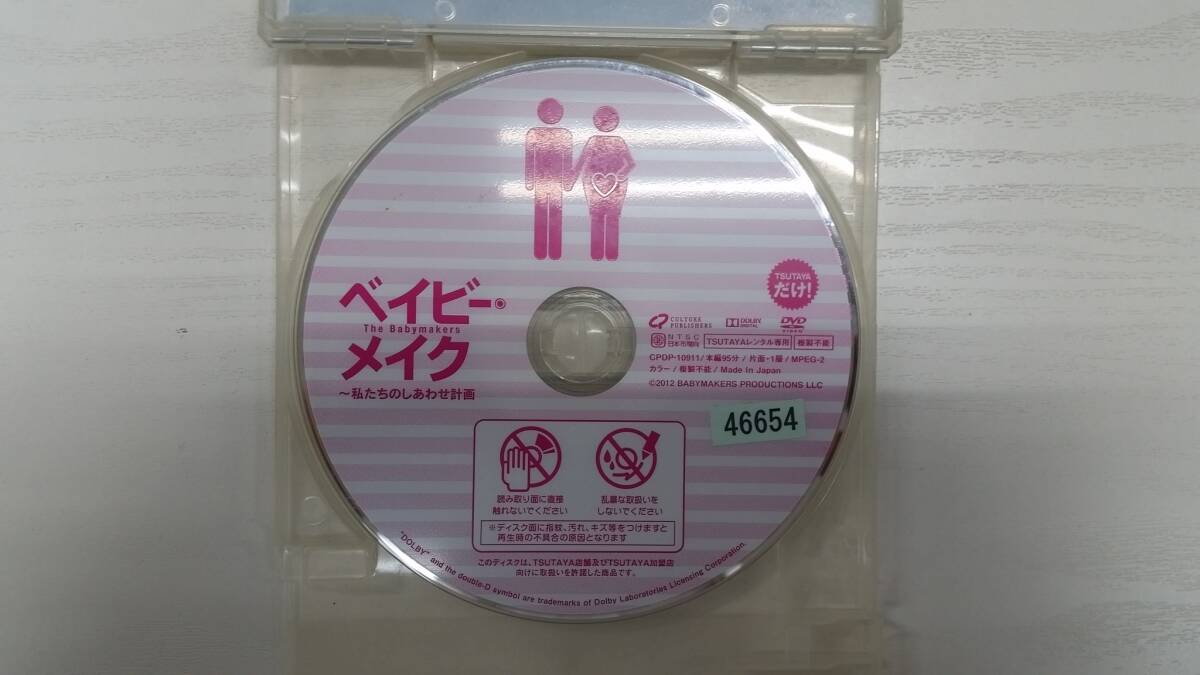 ベイビー・
The Babymakers
メイク
～私たちのしあわせ計画
TSUTAYA
だけ!
CULTURE
PUBLISHERS
DOLBY
DIGITAL
DVD
VIDEO
NTSC
日本市場向
TSUTAYAレンタル専用
複製不能
CPDP-10911/本編95分/片面・1層/MPEG-2
カラー/複製不能/Made in Japan
©2012 BABYMAKERS PRODUCTIONS LLC
46654
読み取り面に直接
触れないでください
乱暴な取扱いを
しないでください
※ディスク面に指紋、汚れ、キズ等をつけますと
再生時の不具合の原因となります
このディスクは、TSUTAYA店舗及びTSUTAYA加盟店
向けに取扱いを許諾した商品です。
"DOLBY" and the double-D symbol are trademarks of Dolby Laboratories Licensing Corporation.